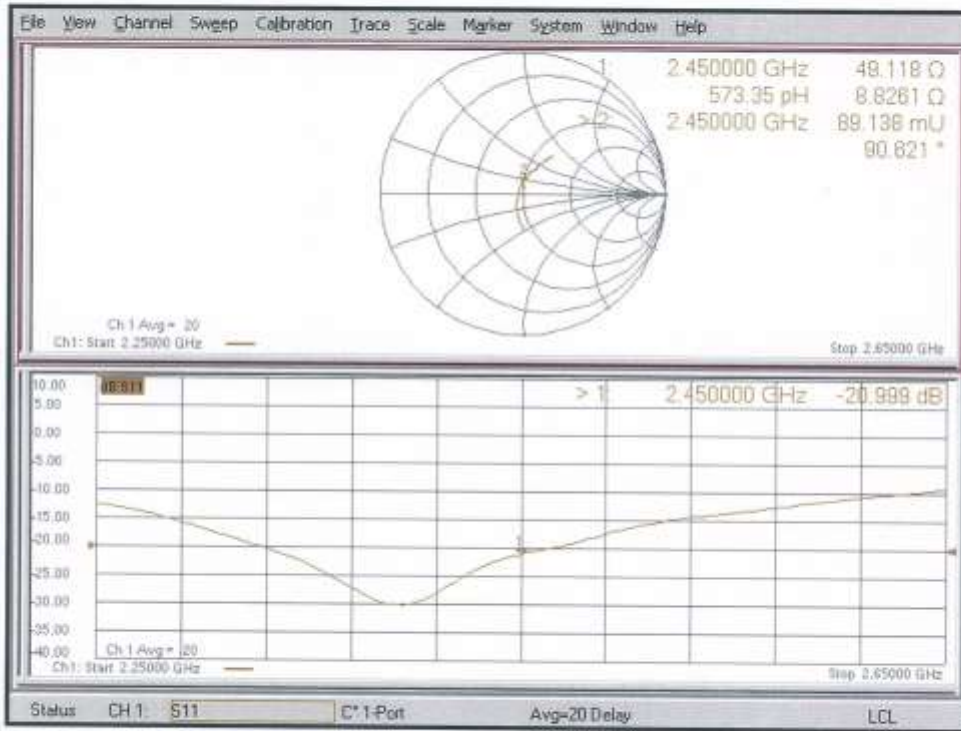 File View Channel Sweep Calibration Trace Scale Marker System Window Help
1 2.450000 GHz 49.118 Ω
573.35 pH 8.8261 Ω
> 2 2.450000 GHz 89.138 mU
90.821 °
Ch 1 Avg = 20
Ch1: Start 2.25000 GHz
Stop 2.65000 GHz
10.00
5.00
0.00
-5.00
-10.00
-15.00
-20.00
-25.00
-30.00
-35.00
-40.00
dB S11
> 1 2.450000 GHz -20.999 dB
1
Ch 1 Avg = 20
Ch1: Start 2.25000 GHz
Stop 2.65000 GHz
Status CH 1: S11 C* 1-Port Avg=20 Delay LCL